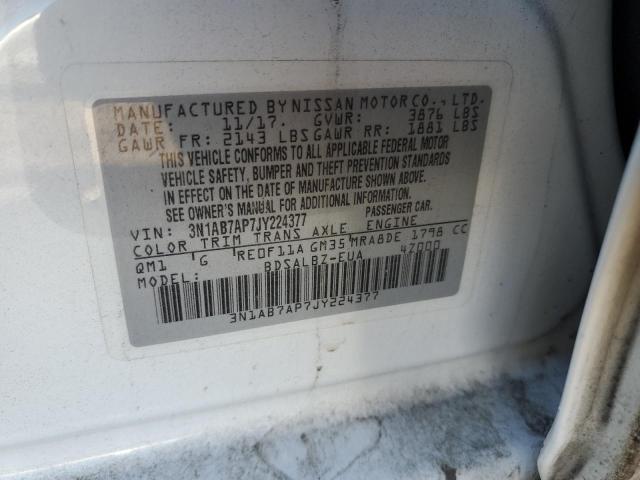 MANUFACTURED BY NISSAN MOTOR CO., LTD.
DATE: 11/17. GVWR: 3876 LBS
GAWR FR: 2143 LBS GAWR RR: 1881 LBS
THIS VEHICLE CONFORMS TO ALL APPLICABLE FEDERAL MOTOR
VEHICLE SAFETY, BUMPER AND THEFT PREVENTION STANDARDS
IN EFFECT ON THE DATE OF MANUFACTURE SHOWN ABOVE.
SEE OWNER'S MANUAL FOR ADDITIONAL INFORMATION.
VIN: 3N1AB7AP7JY224377 PASSENGER CAR.
COLOR TRIM TRANS AXLE ENGINE
QM1 G RE0F11A GM35 MRA8DE 1798 CC
MODEL: BDSALBZ-EUA 47000
3N1AB7AP7JY224377